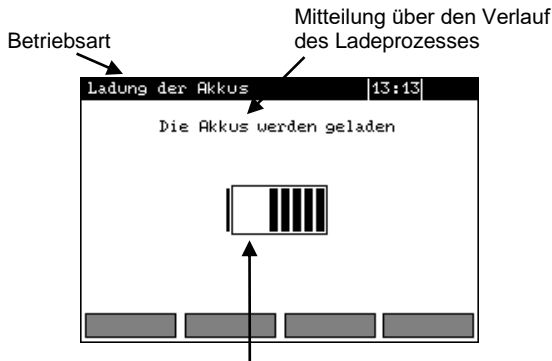 Mitteilung über den Verlauf
des Ladeprozesses
Betriebsart
Ladung der Akkus 13:13
Die Akkus werden geladen